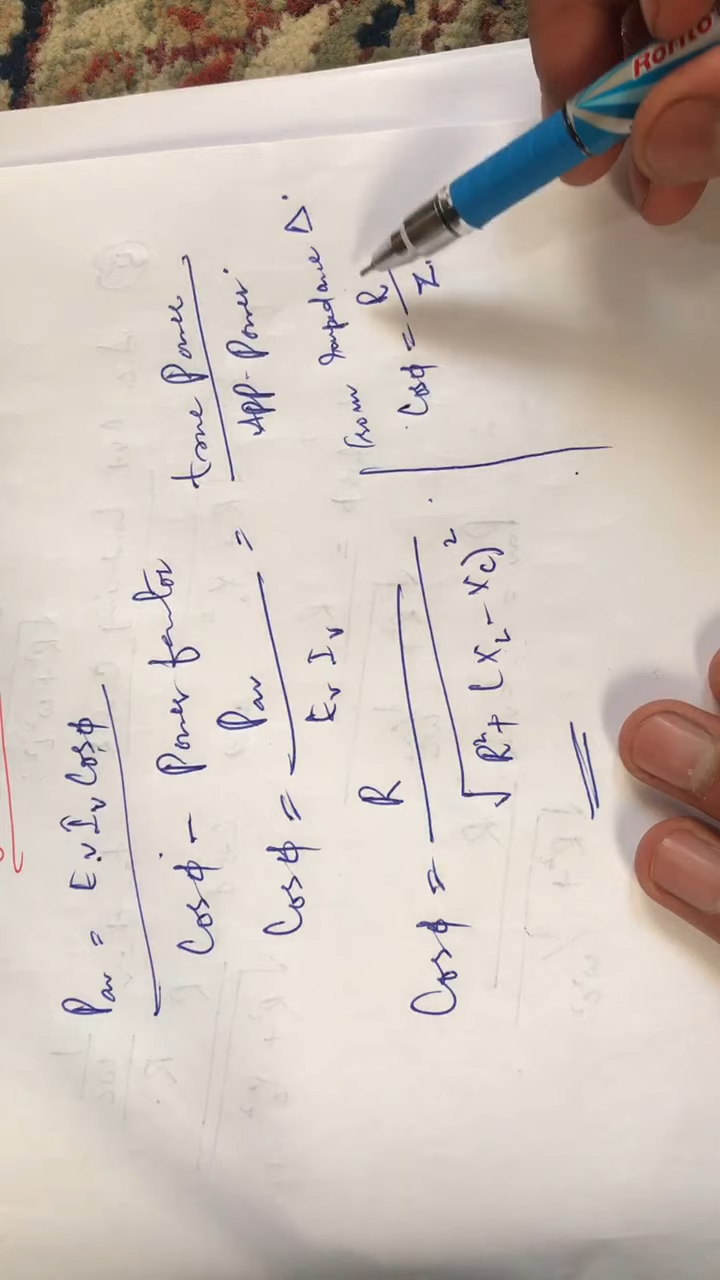 Pav = Ev Iv Cosϕ
Cosϕ - Power factor
Cosϕ = Pav / Ev Iv = true Power / App. Power
Cosϕ = R / √R² + (XL - XC)²
from Impedance Δ
Cosϕ = R / Z